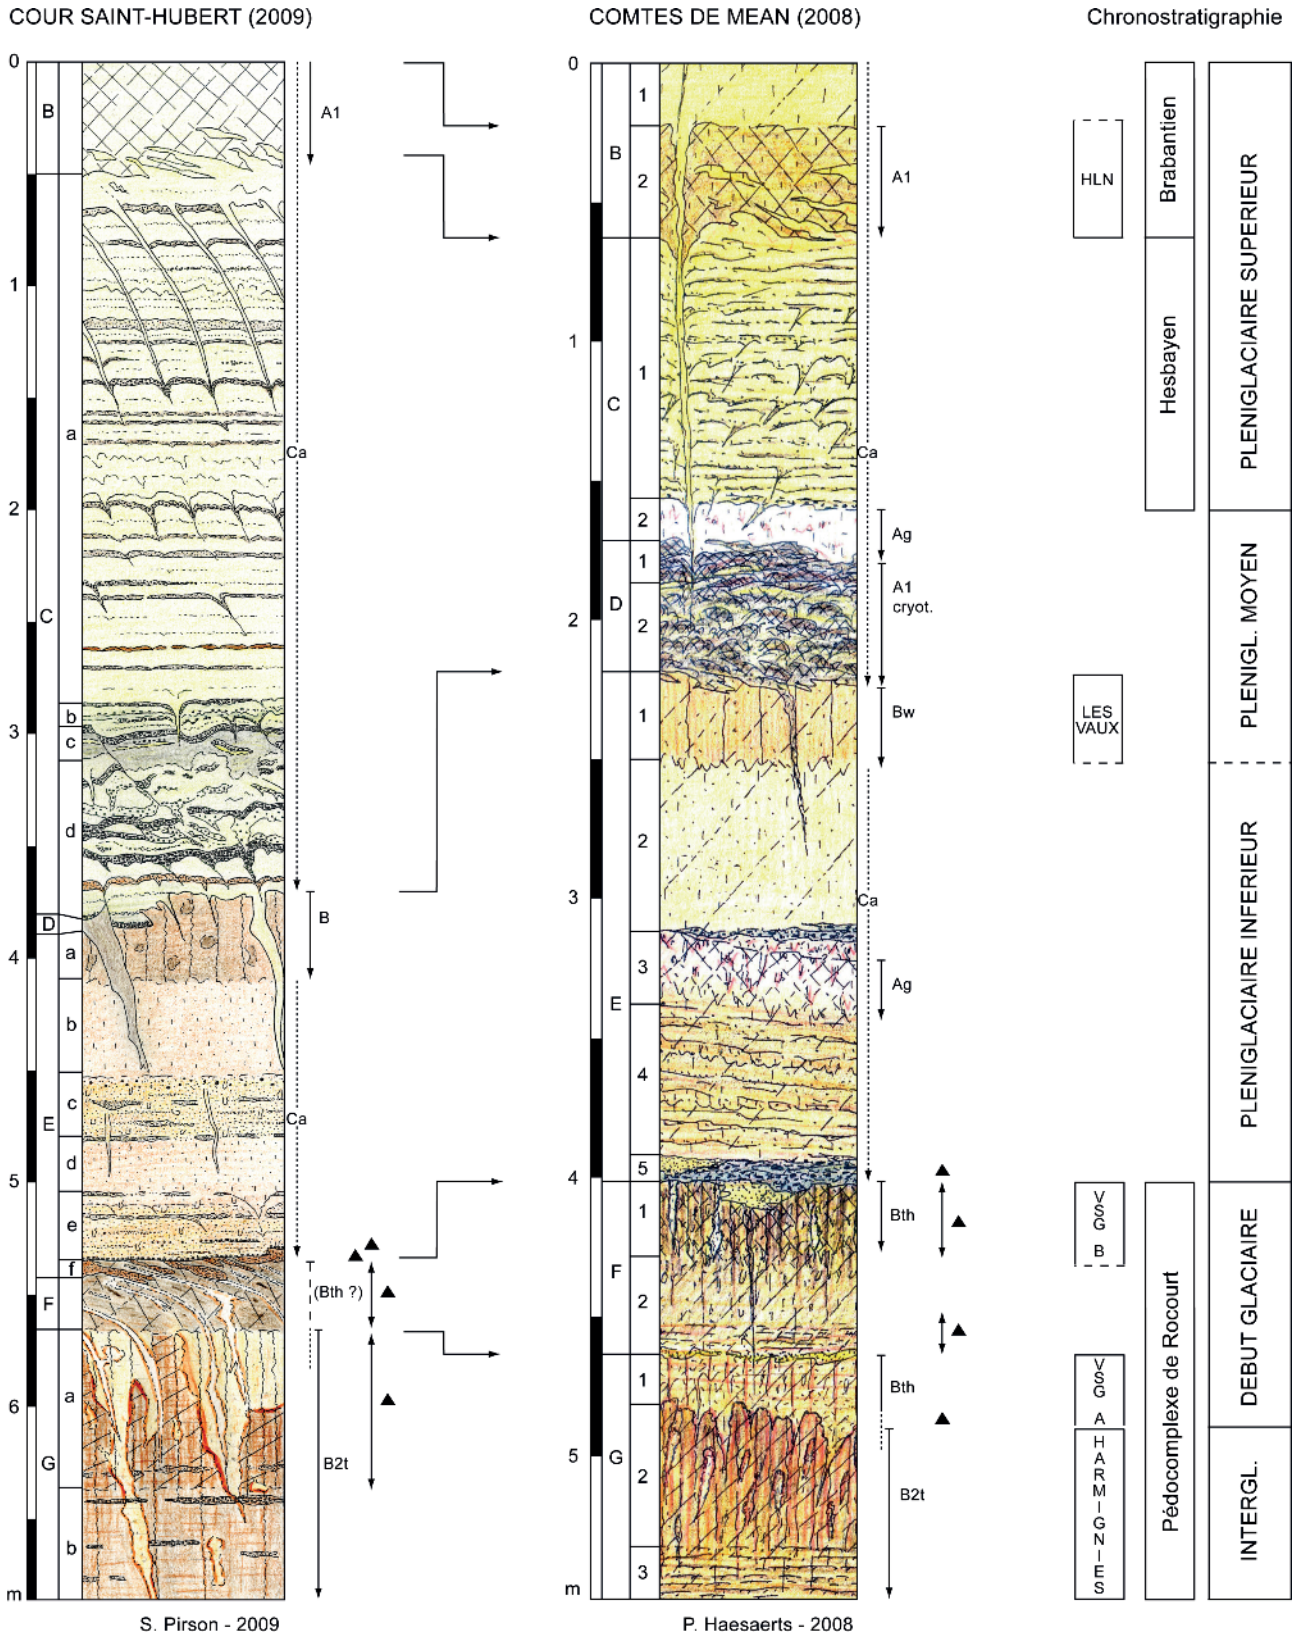 COUR SAINT-HUBERT (2009)
COMTES DE MEAN (2008)
Chronostratigraphie
0
1
2
3
4
5
6
m
B
C
D
E
F
G
a
b
c
d
a
b
c
d
e
f
a
b
A1
Ca
B
Ca
(Bth ?)
B2t
S. Pirson - 2009
0
1
2
3
4
5
m
B
C
D
E
F
G
1
2
1
2
1
2
1
2
3
4
5
1
2
1
2
3
A1
Ca
Ag
A1
cryot.
Bw
Ca
Ag
Bth
Bth
B2t
P. Haesaerts - 2008
HLN
LES
VAUX
VSG B
VSG A
HARMIGNIES
Brabantien
Hesbayen
Pédocomplexe de Rocourt
PLENIGLACIAIRE SUPERIEUR
PLENIGL. MOYEN
PLENIGLACIAIRE INFERIEUR
DEBUT GLACIAIRE
INTERGL.